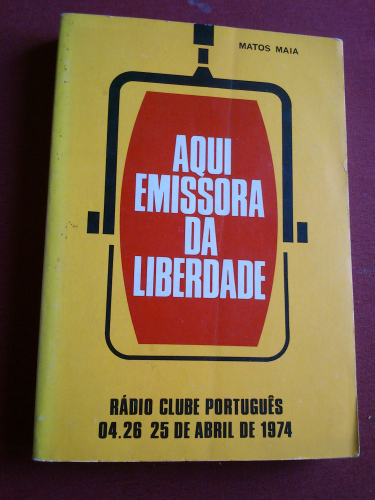 MATOS MAIA
AQUI
EMISSORA
DA
LIBERDADE
RÁDIO CLUBE PORTUGUÊS
04.26 25 DE ABRIL DE 1974